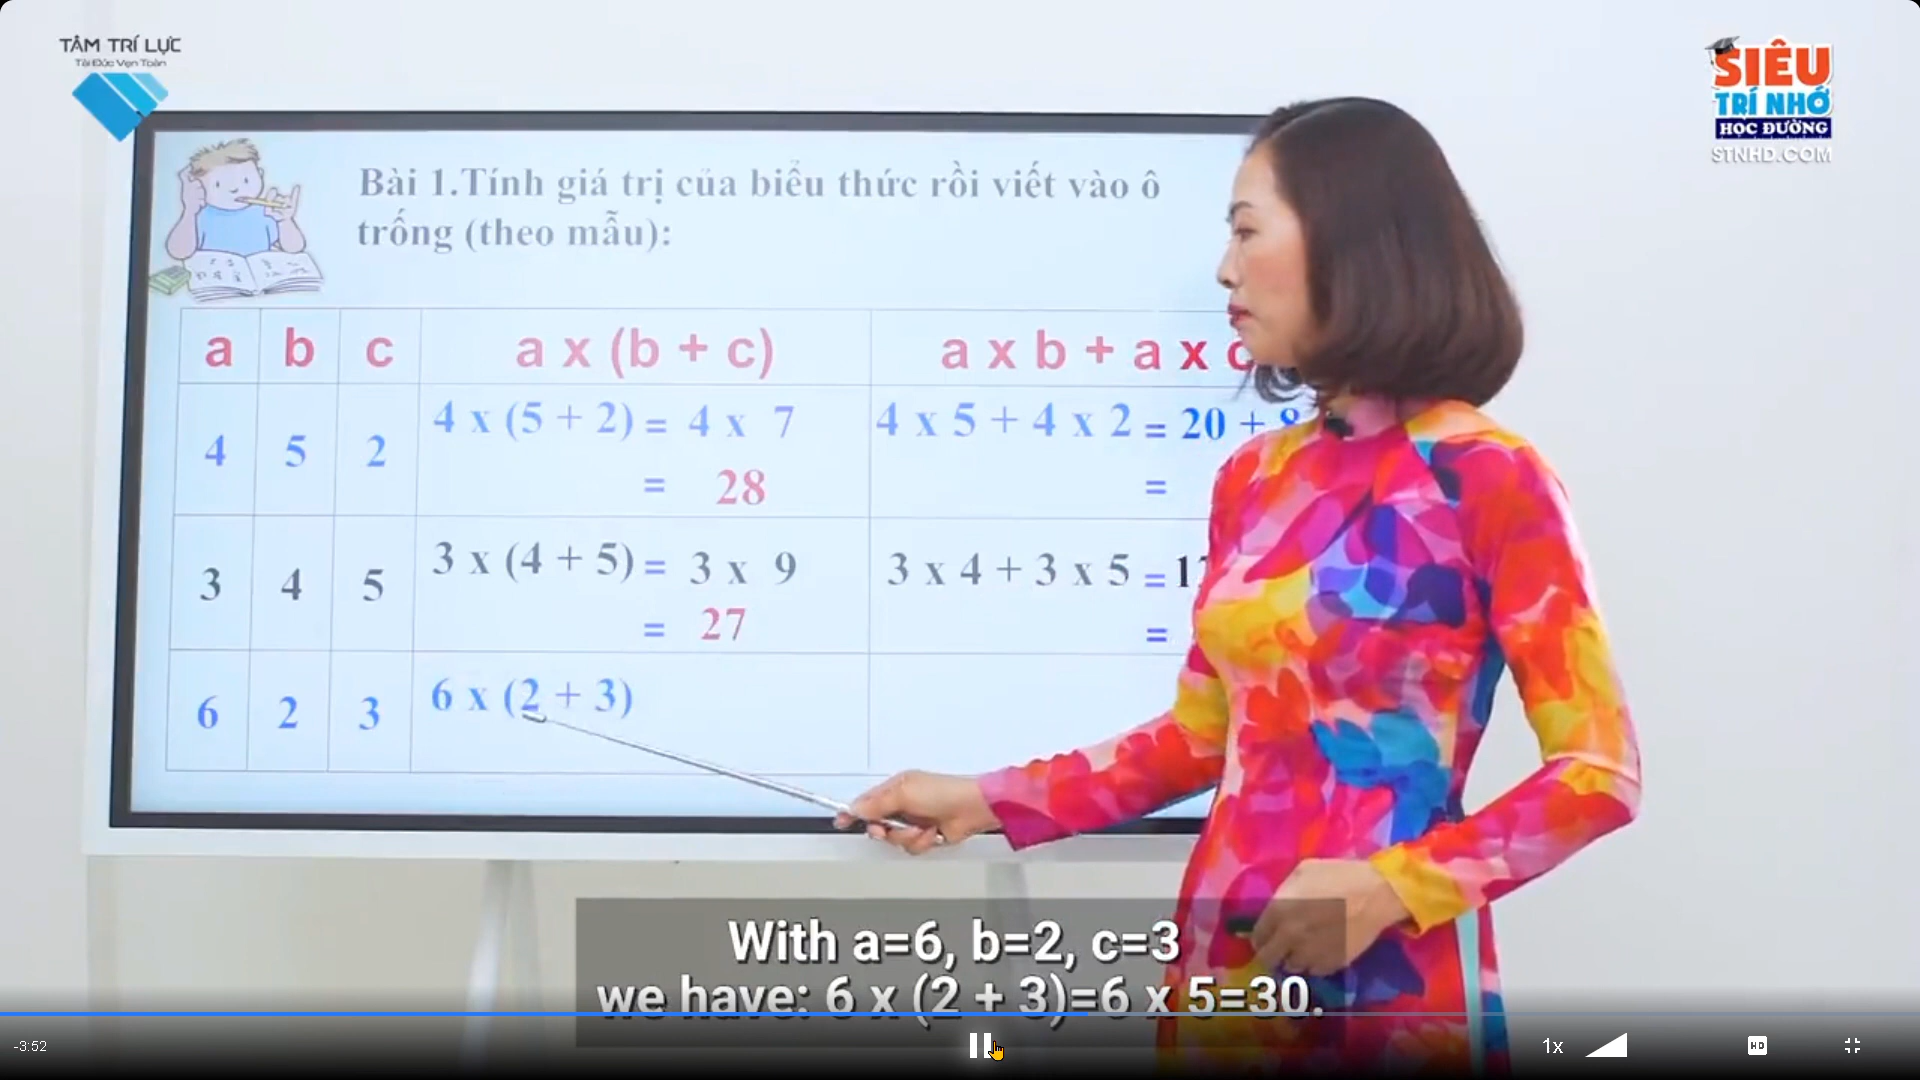 TÂM TRÍ LỰC
Tài Đức Vẹn Toàn
SIÊU
TRÍ NHỚ
HỌC ĐƯỜNG
STNHD.COM
Bài 1.Tính giá trị của biểu thức rồi viết vào ô
trống (theo mẫu):
a b c a x (b + c) a x b + a x c
4 5 2 4 x (5 + 2) = 4 x 7 4 x 5 + 4 x 2 = 20 + 8
= 28 =
3 4 5 3 x (4 + 5) = 3 x 9 3 x 4 + 3 x 5 =
= 27 =
6 2 3 6 x (2 + 3)
With a=6, b=2, c=3
we have: 6 x (2 + 3)=6 x 5=30.
-3:52
1x
HD